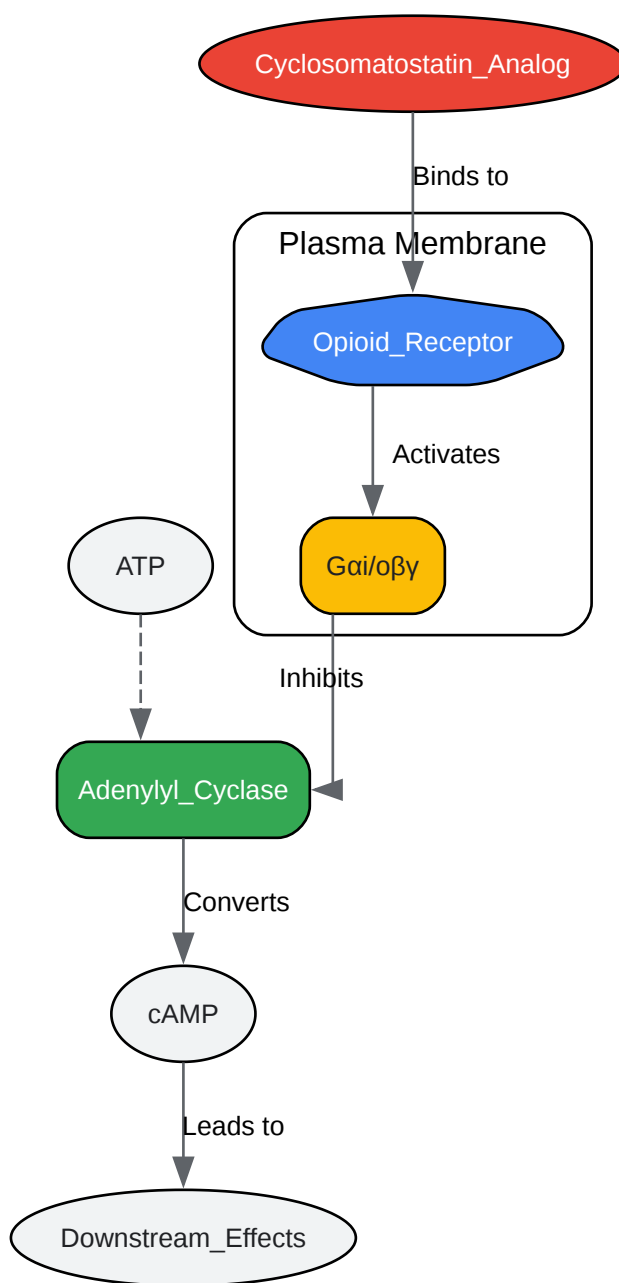 Cyclosomatostatin_Analog
Binds to
Plasma Membrane
Opioid_Receptor
Activates
ATP
Gαi/oβγ
Inhibits
Adenylyl_Cyclase
Converts
cAMP
Leads to
Downstream_Effects